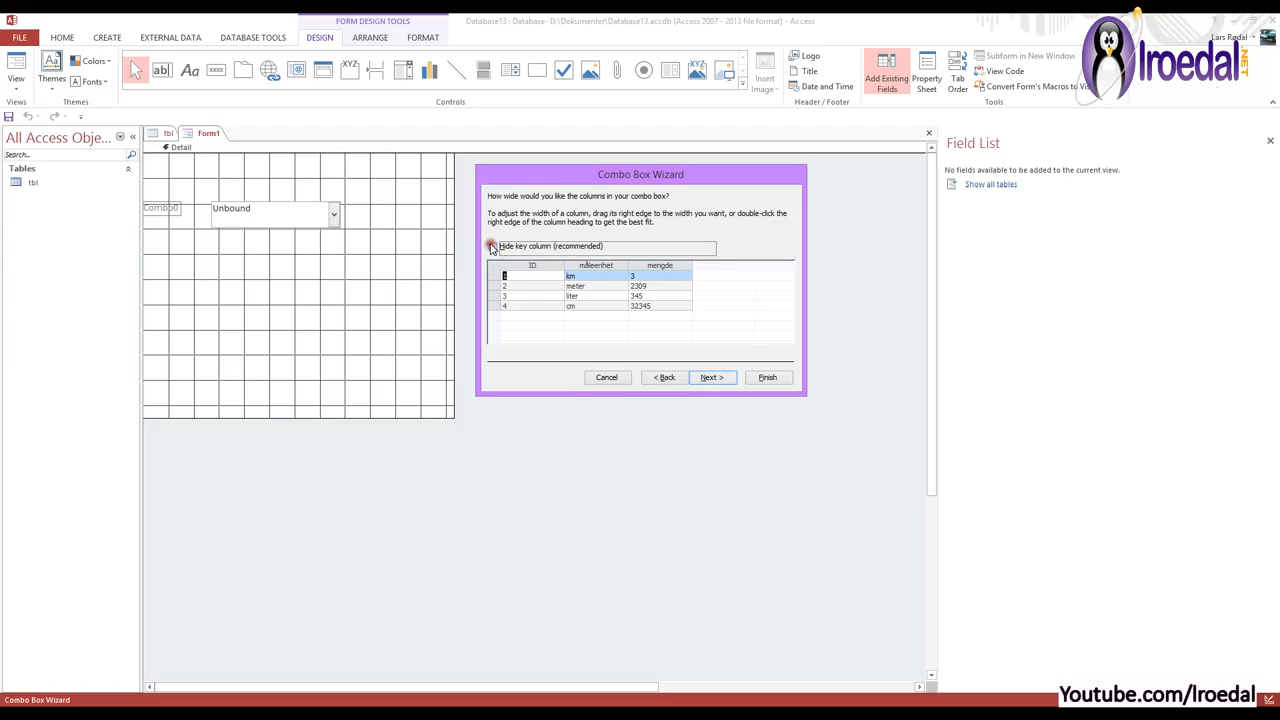 FORM DESIGN TOOLS
Database13 : Database- D:\Dokumenter\Database13.accdb (Access 2007 - 2013 file format) - Access
FILE
HOME
CREATE
EXTERNAL DATA
DATABASE TOOLS
DESIGN
ARRANGE
FORMAT
Lars Rødal
lroedal
.NET
View
Themes
Colors
Fonts
Aa
ab|
xxxx
XYZ
XYZ
Insert
Image
Logo
Title
Date and Time
Add Existing
Fields
Property
Sheet
Tab
Order
Subform in New Window
View Code
Convert Form's Macros to Vi
Views
Themes
Controls
Header / Footer
Tools
All Access Obje...
Search...
Tables
tbl
tbl
Form1
Detail
Combo0
Unbound
Combo Box Wizard
How wide would you like the columns in your combo box?
To adjust the width of a column, drag its right edge to the width you want, or double-click the
right edge of the column heading to get the best fit.
Hide key column (recommended)
ID måleenhet mengde
1 km 3
2 meter 2309
3 liter 345
4 cm 32345
Cancel
< Back
Next >
Finish
Field List
No fields available to be added to the current view.
Show all tables
Combo Box Wizard
Youtube.com/lroedal